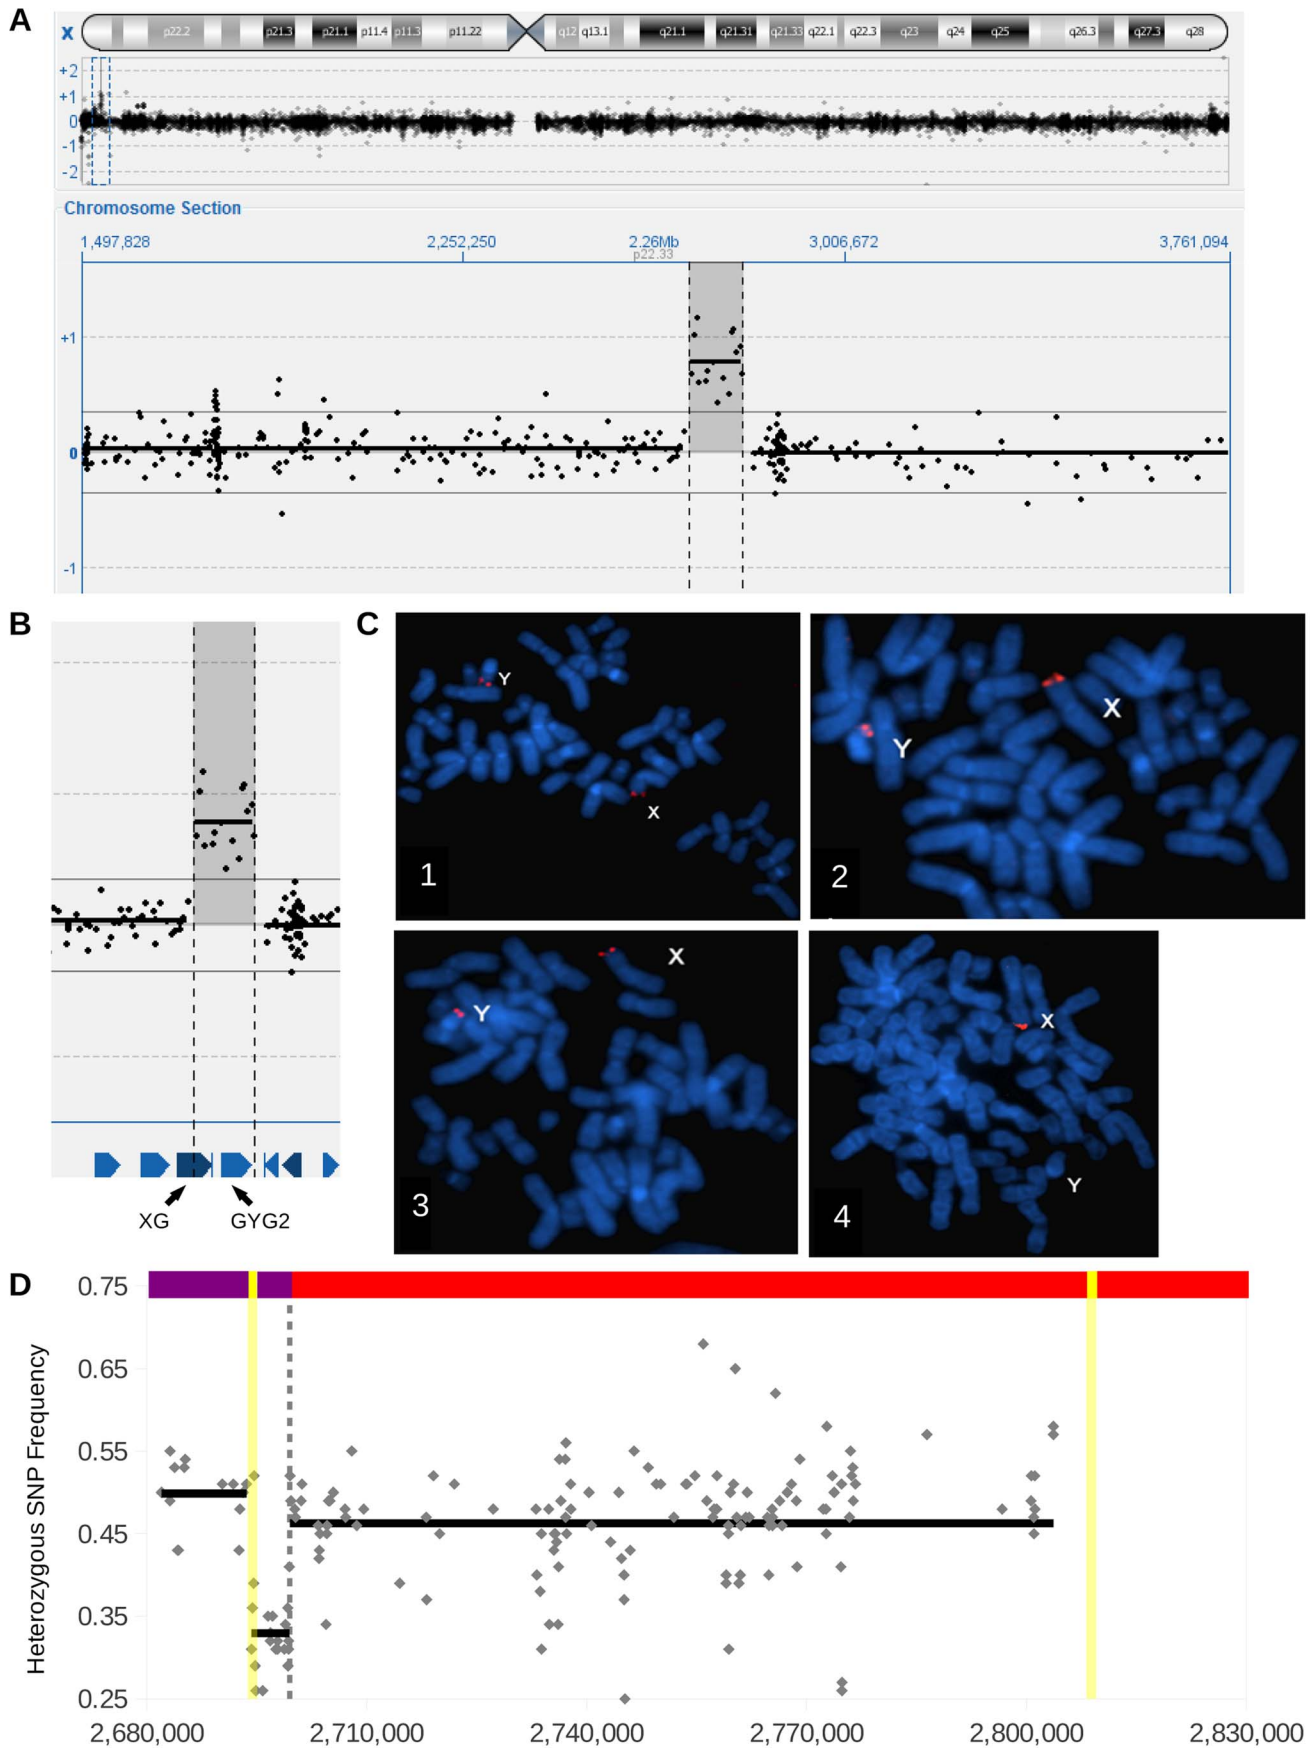 A
X
p22.2 p21.3 p21.1 p11.4 p11.3 p11.22 q12 q13.1 q21.1 q21.31 q21.33 q22.1 q22.3 q23 q24 q25 q26.3 q27.3 q28
+2
+1
0
-1
-2
Chromosome Section
1,497,828 2,252,250 2.26Mb 3,006,672 3,761,094
p22.33
+1
0
-1
B
XG GYG2
C
Y
X
1
X
Y
2
X
Y
3
X
Y
4
D
Heterozygous SNP Frequency
0.75
0.65
0.55
0.45
0.35
0.25
2,680,000 2,710,000 2,740,000 2,770,000 2,800,000 2,830,000